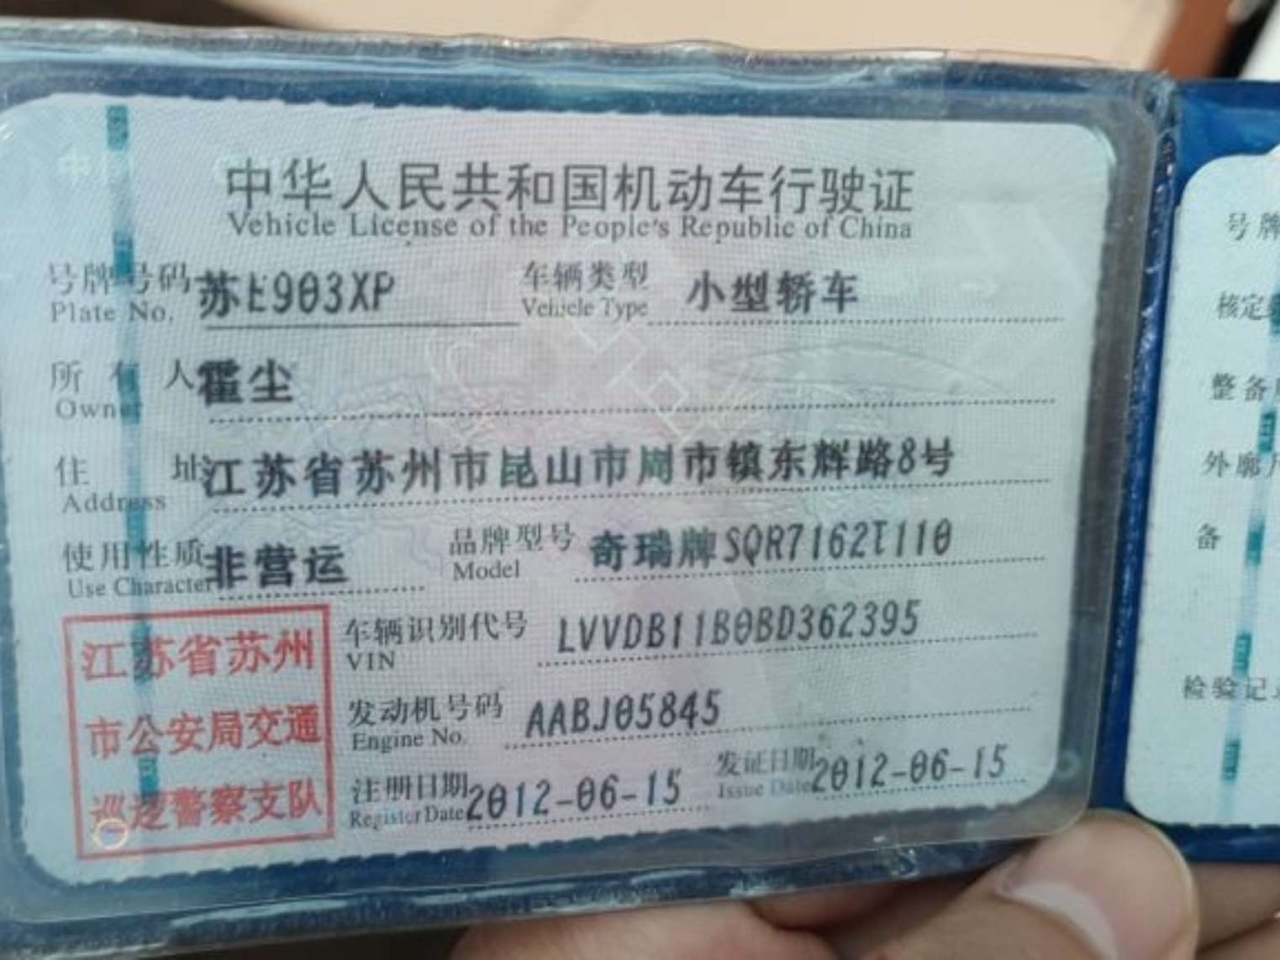 中华人民共和国机动车行驶证
Vehicle License of the People's Republic of China
号牌号码 苏E903XP 车辆类型 小型轿车
Plate No. Vehicle Type
所有人 霍尘
Owner
住址 江苏省苏州市昆山市周市镇东辉路8号
Address
使用性质 非营运 品牌型号 奇瑞牌SQR7162T110
Use Character Model
车辆识别代号 LVVDB11B0BD362395
VIN
发动机号码 AABJ05845
Engine No.
注册日期 2012-06-15 发证日期 2012-06-15
Register Date Issue Date
江苏省苏州
市公安局交通
巡逻警察支队
号牌
核定
整备
外廓
备
检验记